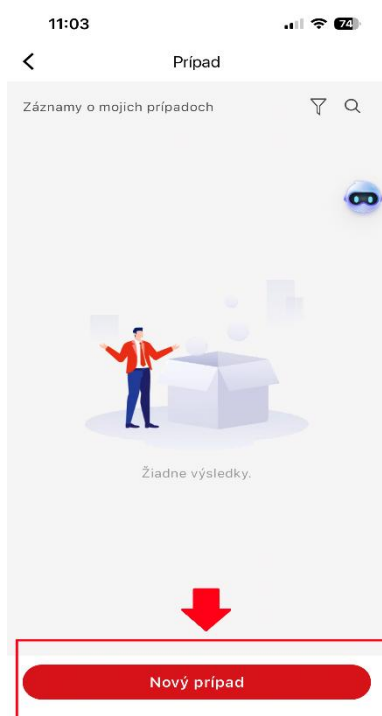 11:03
74
Prípad
Záznamy o mojich prípadoch
Žiadne výsledky.
Nový prípad